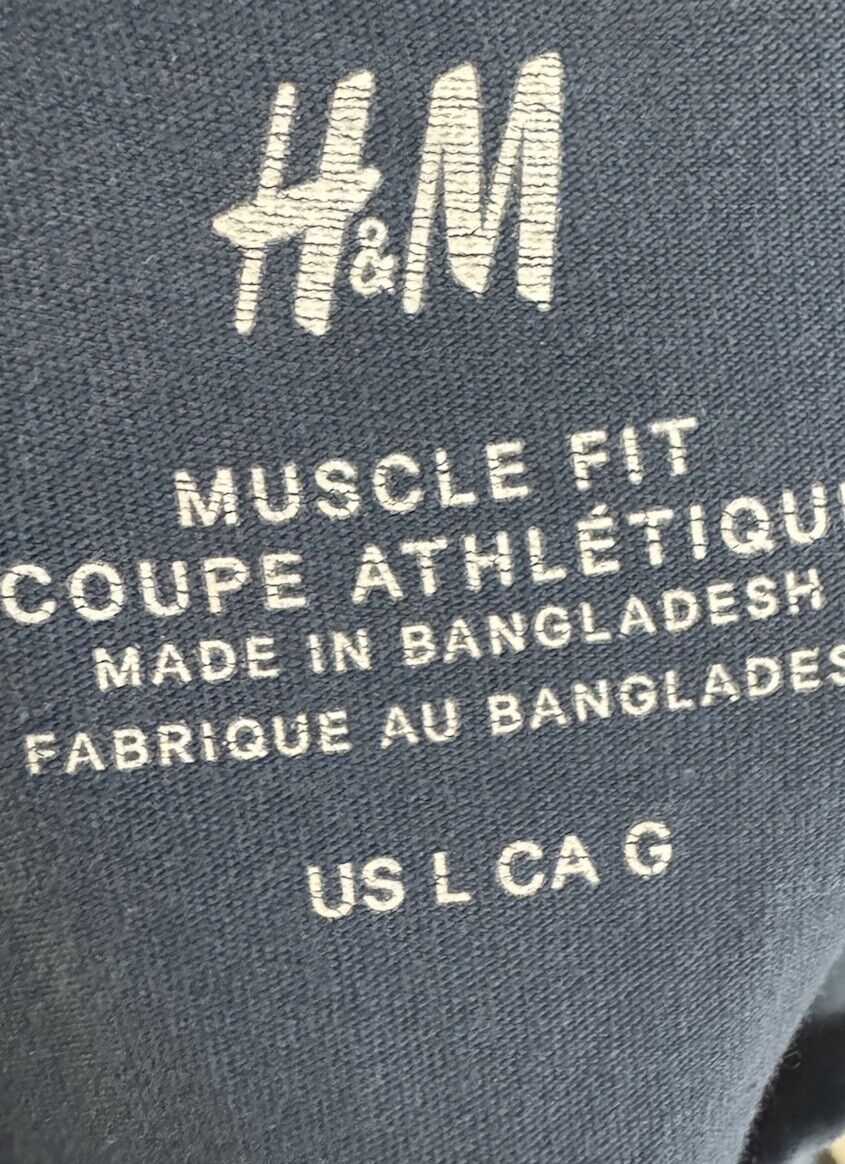 H&M
MUSCLE FIT
COUPE ATHLÉTIQU
MADE IN BANGLADESH
FABRIQUE AU BANGLADES
US L CA G